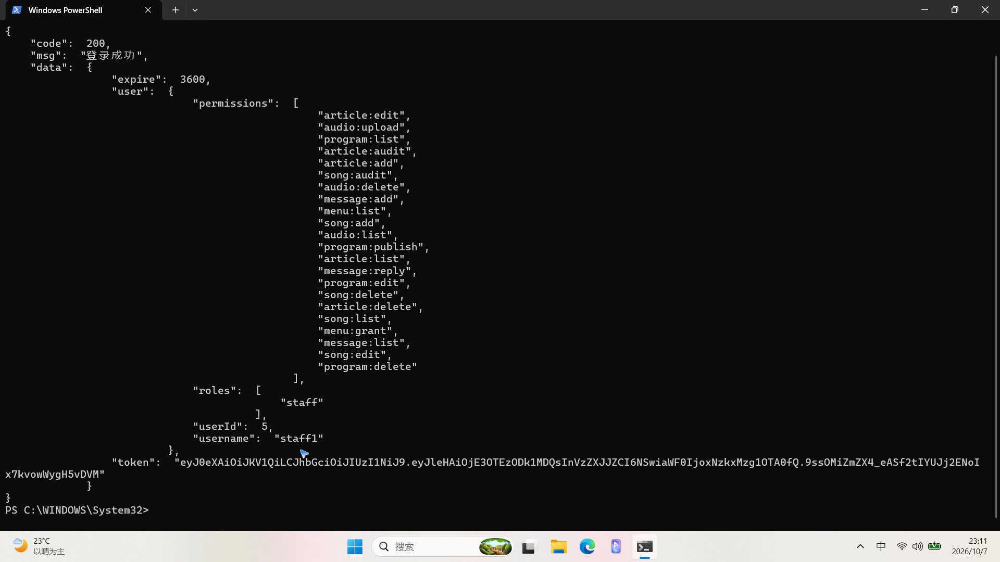 Windows PowerShell
{
    "code":  200,
    "msg":  "登录成功",
    "data":  {
                 "expire":  3600,
                 "user":  {
                              "permissions":  [
                                                  "article:edit",
                                                  "audio:upload",
                                                  "program:list",
                                                  "article:audit",
                                                  "article:add",
                                                  "song:audit",
                                                  "audio:delete",
                                                  "message:add",
                                                  "menu:list",
                                                  "song:add",
                                                  "audio:list",
                                                  "program:publish",
                                                  "article:list",
                                                  "message:reply",
                                                  "program:edit",
                                                  "song:delete",
                                                  "article:delete",
                                                  "song:list",
                                                  "menu:grant",
                                                  "message:list",
                                                  "song:edit",
                                                  "program:delete"
                                              ],
                              "roles":  [
                                            "staff"
                                        ],
                              "userId":  5,
                              "username":  "staff1"
                          },
                 "token":  "eyJ0eXAiOiJKV1QiLCJhbGciOiJIUzI1NiJ9.eyJleHAiOjE3OTEzODk1MDQsInVzZXJJZCI6NSwiaWF0IjoxNzkxMzg1OTA0fQ.9ssOMiZmZX4_eASf2tIYUJj2ENoI
x7kvowWygH5vDVM"
             }
}
PS C:\WINDOWS\System32>
23°C
以晴为主
搜索
中
23:11
2026/10/7